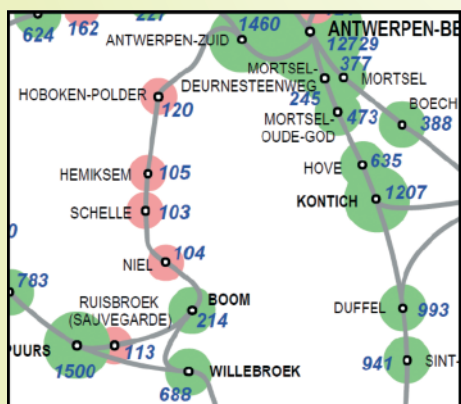 624
162
227
1460
ANTWERPEN-BE
ANTWERPEN-ZUID
12729
377
MORTSEL-
DEURNESTEENWEG
MORTSEL
245
HOBOKEN-POLDER
120
BOECH
388
MORTSEL-
OUDE-GOD
473
HOVE
635
HEMIKSEM
105
KONTICH
1207
SCHELLE
103
0
NIEL
104
783
RUISBROEK
(SAUVEGARDE)
BOOM
214
DUFFEL
993
PUURS
113
1500
WILLEBROEK
688
941
SINT-